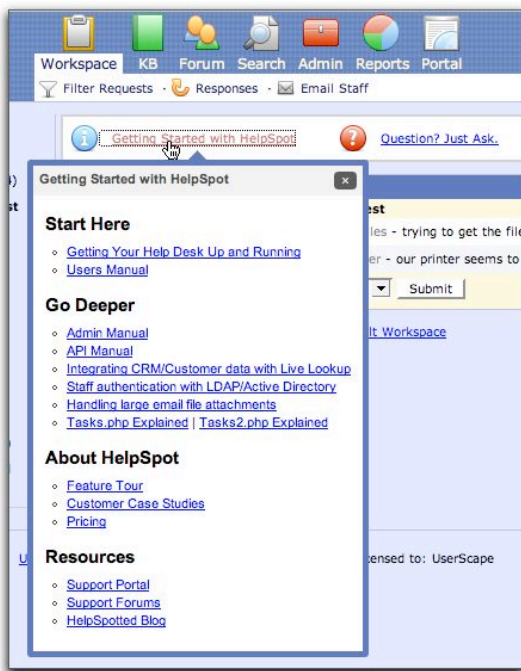 Workspace KB Forum Search Admin Reports Portal
Filter Requests · Responses · Email Staff
Getting Started with HelpSpot Question? Just Ask.
Getting Started with HelpSpot
Start Here
Getting Your Help Desk Up and Running
Users Manual
Go Deeper
Admin Manual
API Manual
Integrating CRM/Customer data with Live Lookup
Staff authentication with LDAP/Active Directory
Handling large email file attachments
Tasks.php Explained | Tasks2.php Explained
About HelpSpot
Feature Tour
Customer Case Studies
Pricing
Resources
Support Portal
Support Forums
HelpSpotted Blog
4)
st
est
les - trying to get the file
er - our printer seems to
Submit
lt Workspace
U
ensed to: UserScape